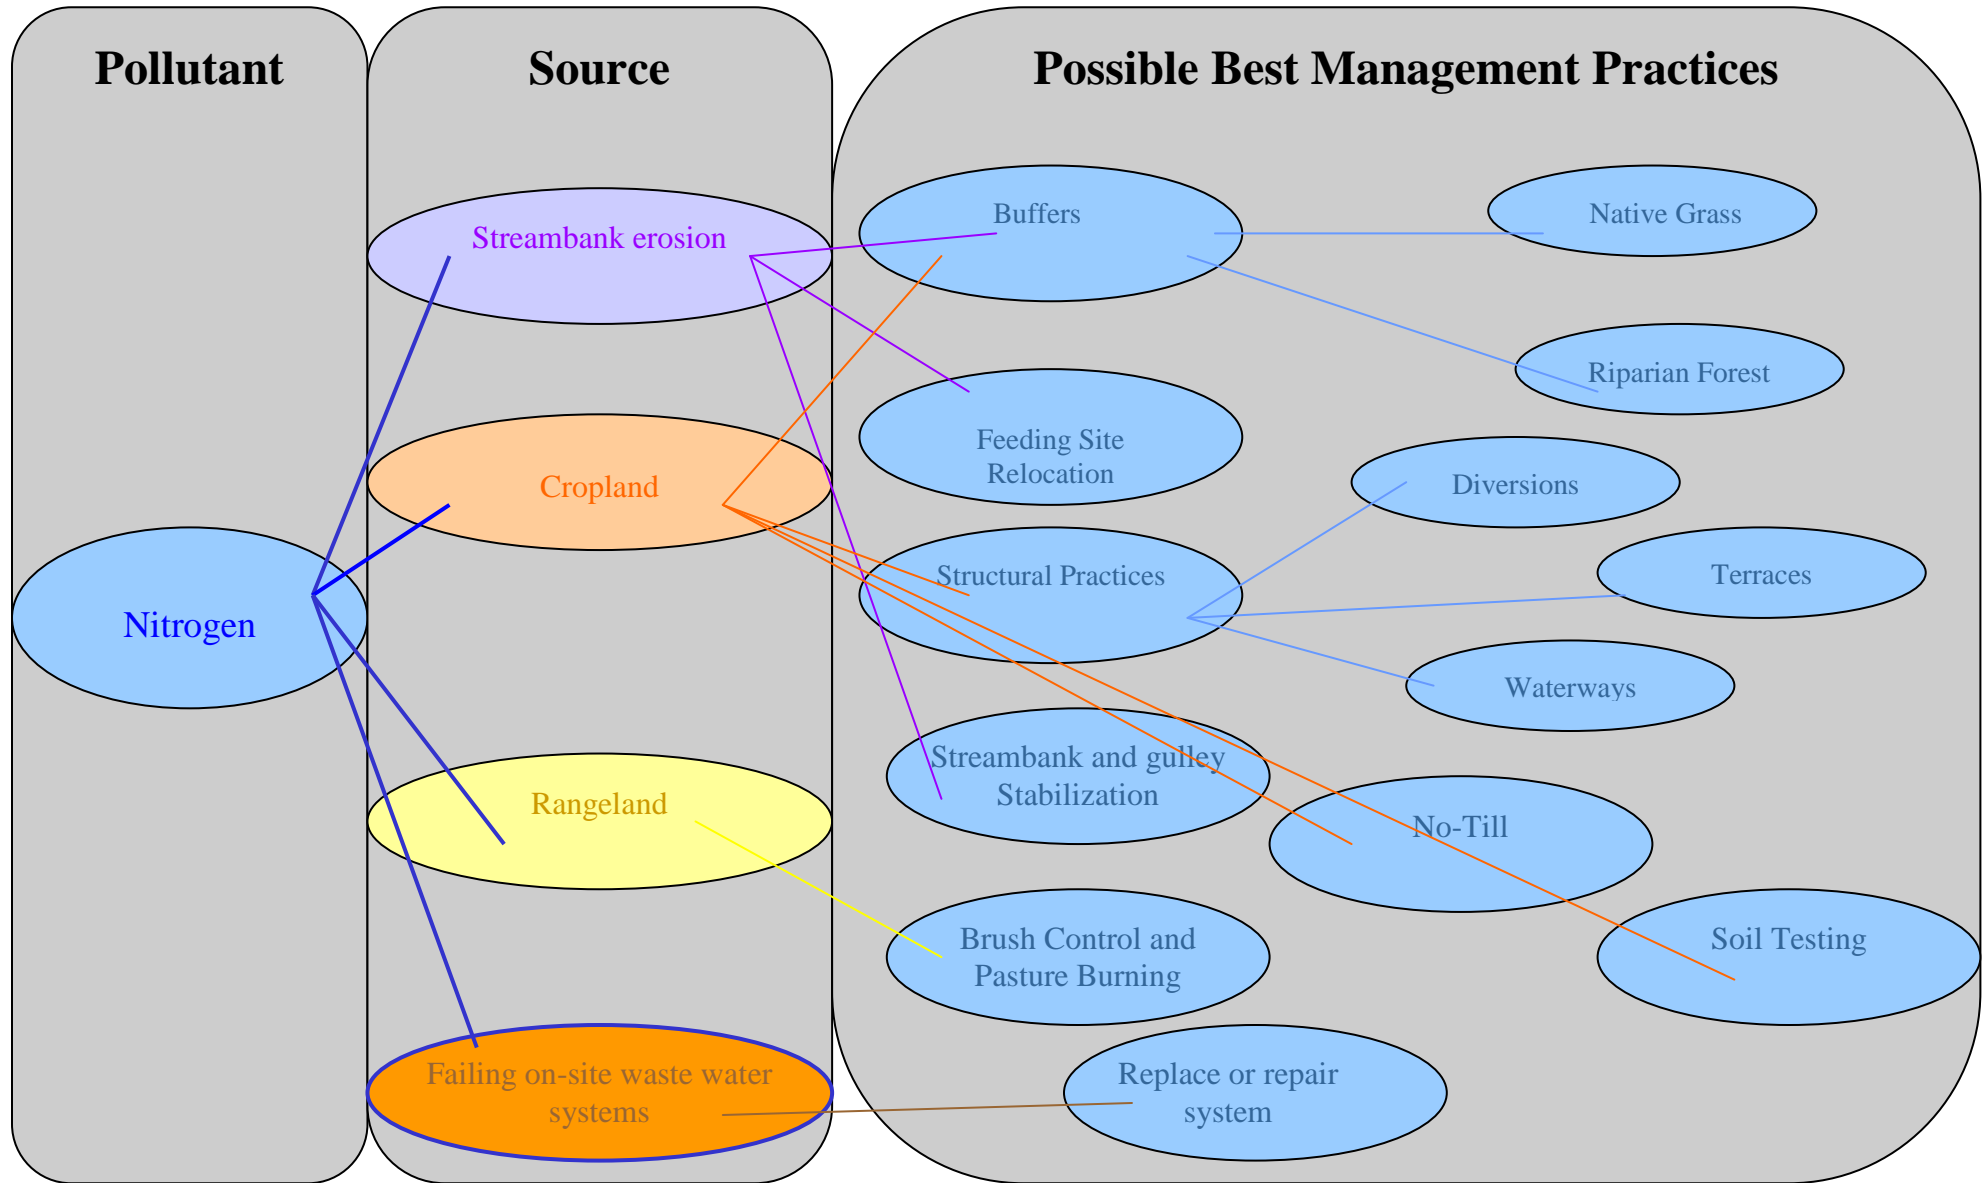 Pollutant
Source
Possible Best Management Practices
Nitrogen
Streambank erosion
Cropland
Rangeland
Failing on-site waste water
systems
Buffers
Native Grass
Riparian Forest
Feeding Site
Relocation
Diversions
Structural Practices
Terraces
Waterways
Streambank and gulley
Stabilization
No-Till
Brush Control and
Pasture Burning
Soil Testing
Replace or repair
system